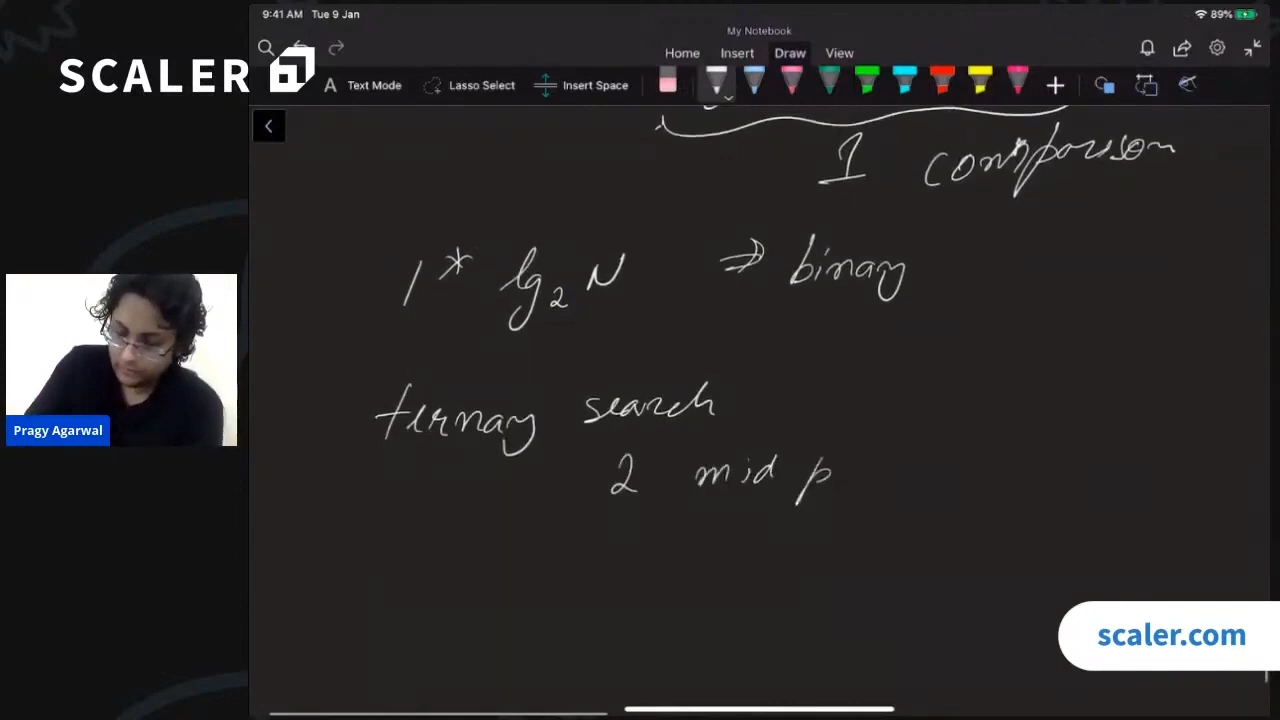 9:41 AM Tue 9 Jan
89%
My Notebook
Home Insert Draw View
SCALER
A Text Mode Lasso Select Insert Space
1 comparison
1 * lg2 N ⇒ binary
ternary search
2 mid p
Pragy Agarwal
scaler.com